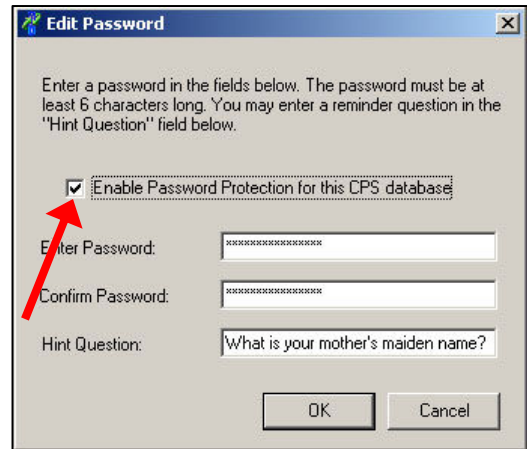 Edit Password
Enter a password in the fields below. The password must be at
least 6 characters long. You may enter a reminder question in the
"Hint Question" field below.
Enable Password Protection for this CPS database
Enter Password: ****************
Confirm Password: ****************
Hint Question: What is your mother's maiden name?
OK Cancel